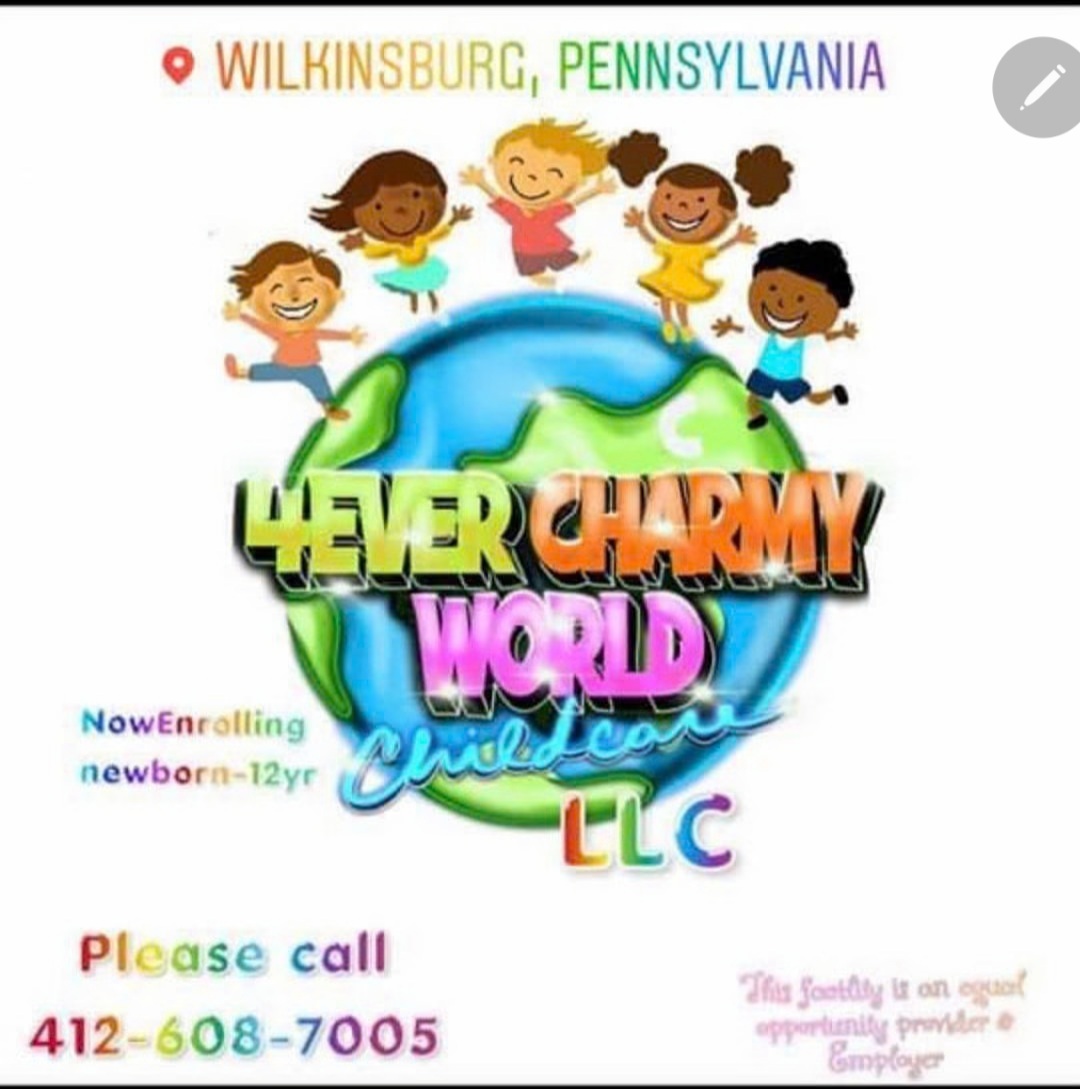 WILKINSBURG, PENNSYLVANIA
4EVER CHARMY
WORLD
Childcare
LLC
NowEnrolling
newborn-12yr
Please call
412-608-7005
This facility is an equal
opportunity provider &
Employer